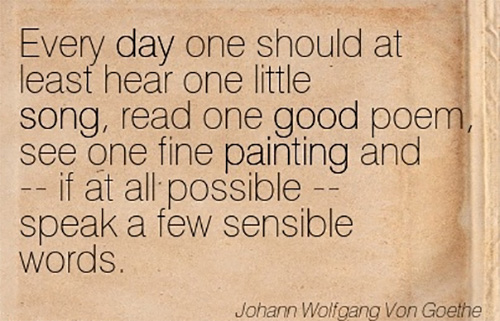 Every day one should at
least hear one little
song, read one good poem,
see one fine painting and
-- if at all possible --
speak a few sensible
words.
Johann Wolfgang Von Goethe